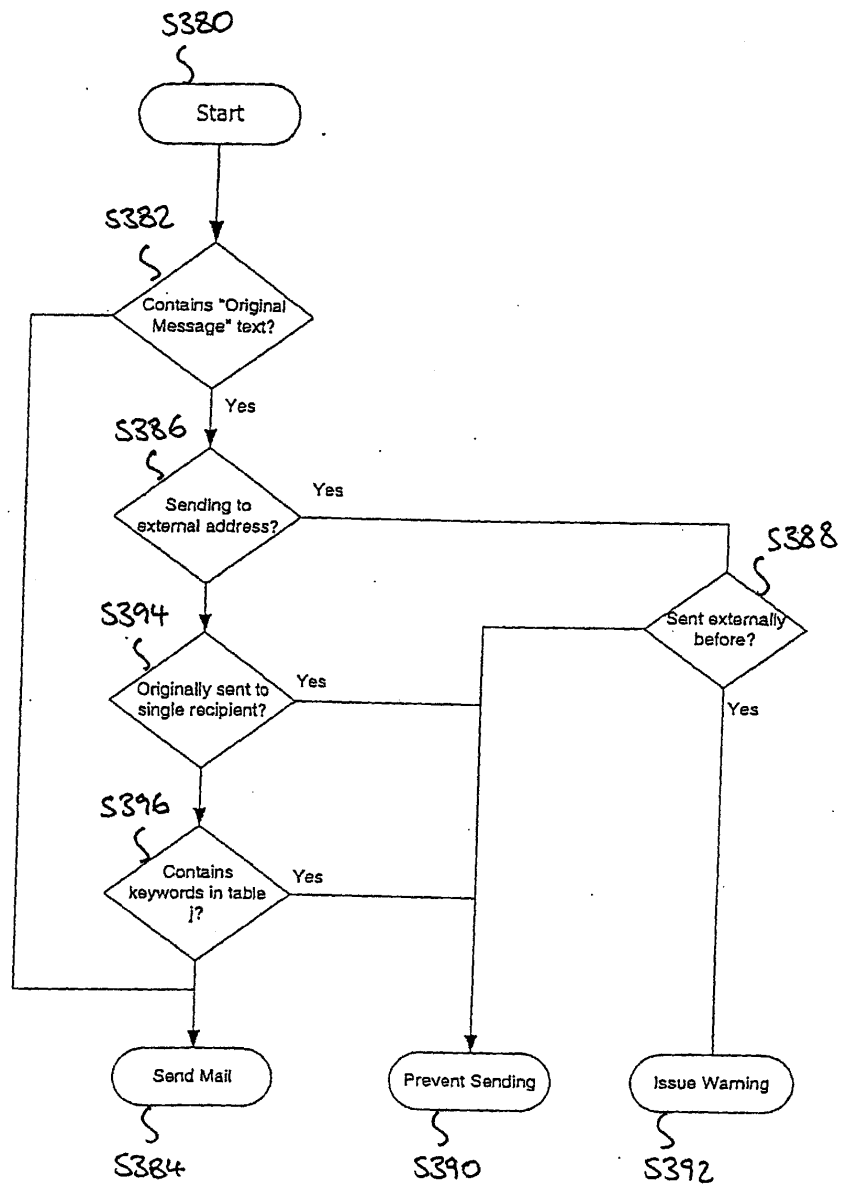 S380
Start
S382
Contains "Original
Message" text?
Yes
S386
Sending to
external address?
Yes
S388
Sent externally
before?
Yes
S394
Originally sent to
single recipient?
Yes
S396
Contains
keywords in table
j?
Yes
Send Mail
Prevent Sending
Issue Warning
S384
S390
S392